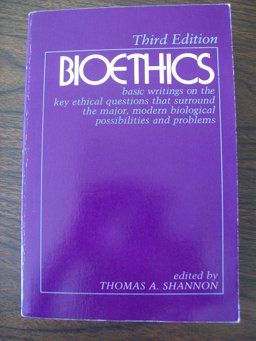 Third Edition
BIOETHICS
basic writings on the
key ethical questions that surround
the major, modern biological
possibilities and problems
edited by
THOMAS A. SHANNON